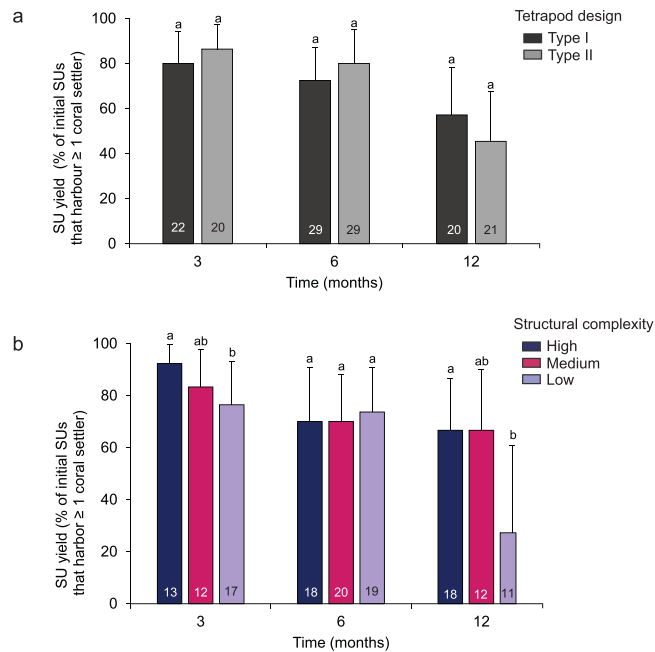 a
Tetrapod design
Type I
Type II
SU yield (% of initial SUs
that harbour ≥ 1 coral settler)
100
80
60
40
20
0
a a a a a a
22 20 29 29 20 21
3 6 12
Time (months)
b
Structural complexity
High
Medium
Low
SU yield (% of initial SUs
that harbor ≥ 1 coral settler)
100
80
60
40
20
0
a ab b a a a a ab b
13 12 17 18 20 19 18 12 11
3 6 12
Time (months)